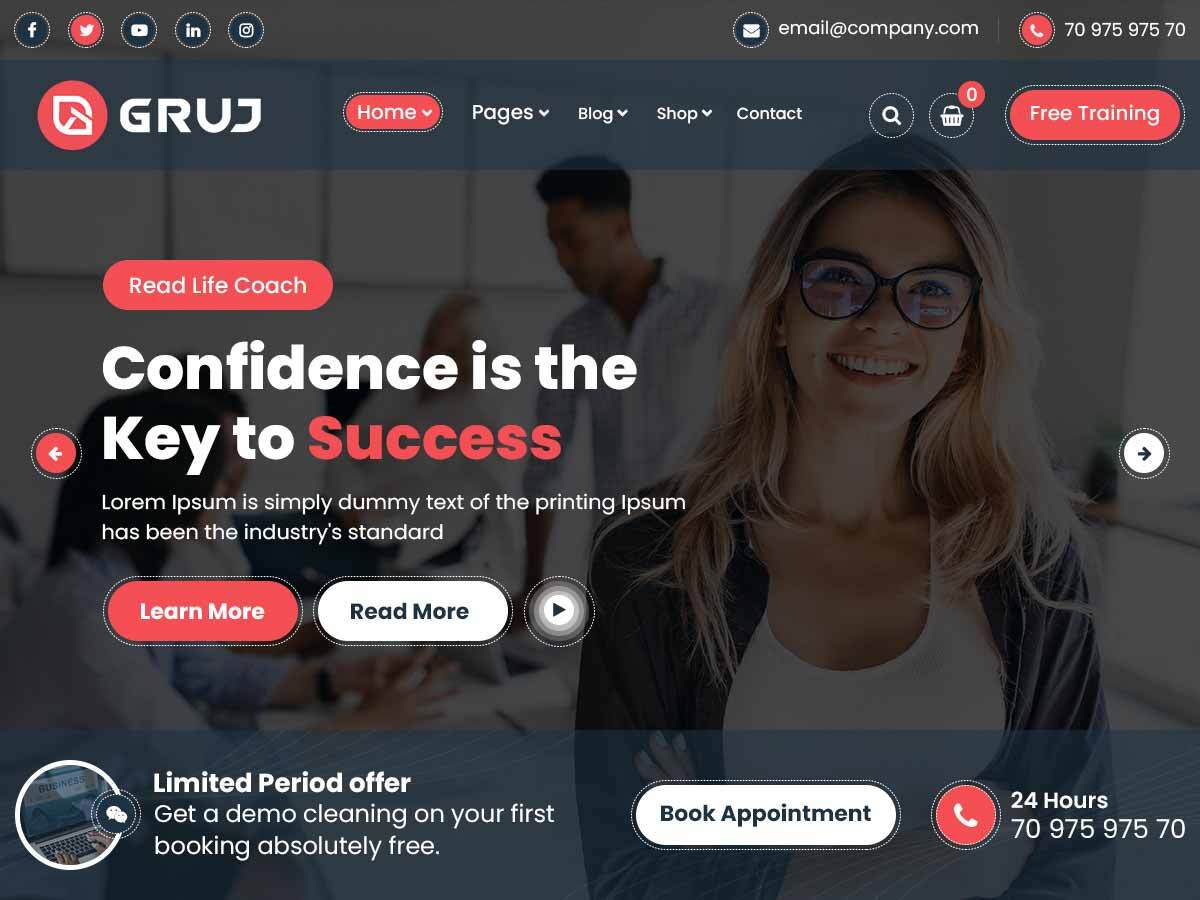 email@company.com
70 975 975 70
GRUJ
Home
Pages
Blog
Shop
Contact
0
Free Training
Read Life Coach
Confidence is the
Key to Success
Lorem Ipsum is simply dummy text of the printing Ipsum
has been the industry's standard
Learn More
Read More
BUSINESS
Limited Period offer
Get a demo cleaning on your first
booking absolutely free.
Book Appointment
24 Hours
70 975 975 70